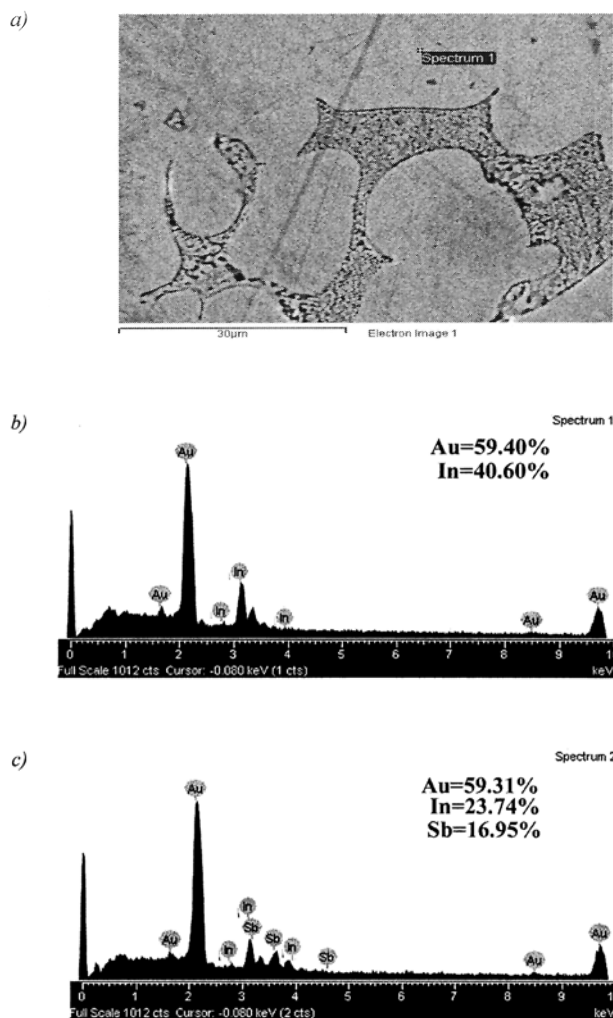 a)
Spectrum 1
30µm
Electron Image 1
b)
Spectrum 1
Au=59.40%
In=40.60%
Au
Au
In
In
In
Au
Au
0 1 2 3 4 5 6 7 8 9 1
Full Scale 1012 cts Cursor: -0.080 keV (1 cts)
keV
c)
Spectrum 2
Au=59.31%
In=23.74%
Sb=16.95%
Au
In
Sb
Sb
Au
In
In
Sb
Au
Au
0 1 2 3 4 5 6 7 8 9 1
Full Scale 1012 cts Cursor: -0.080 keV (2 cts)
keV